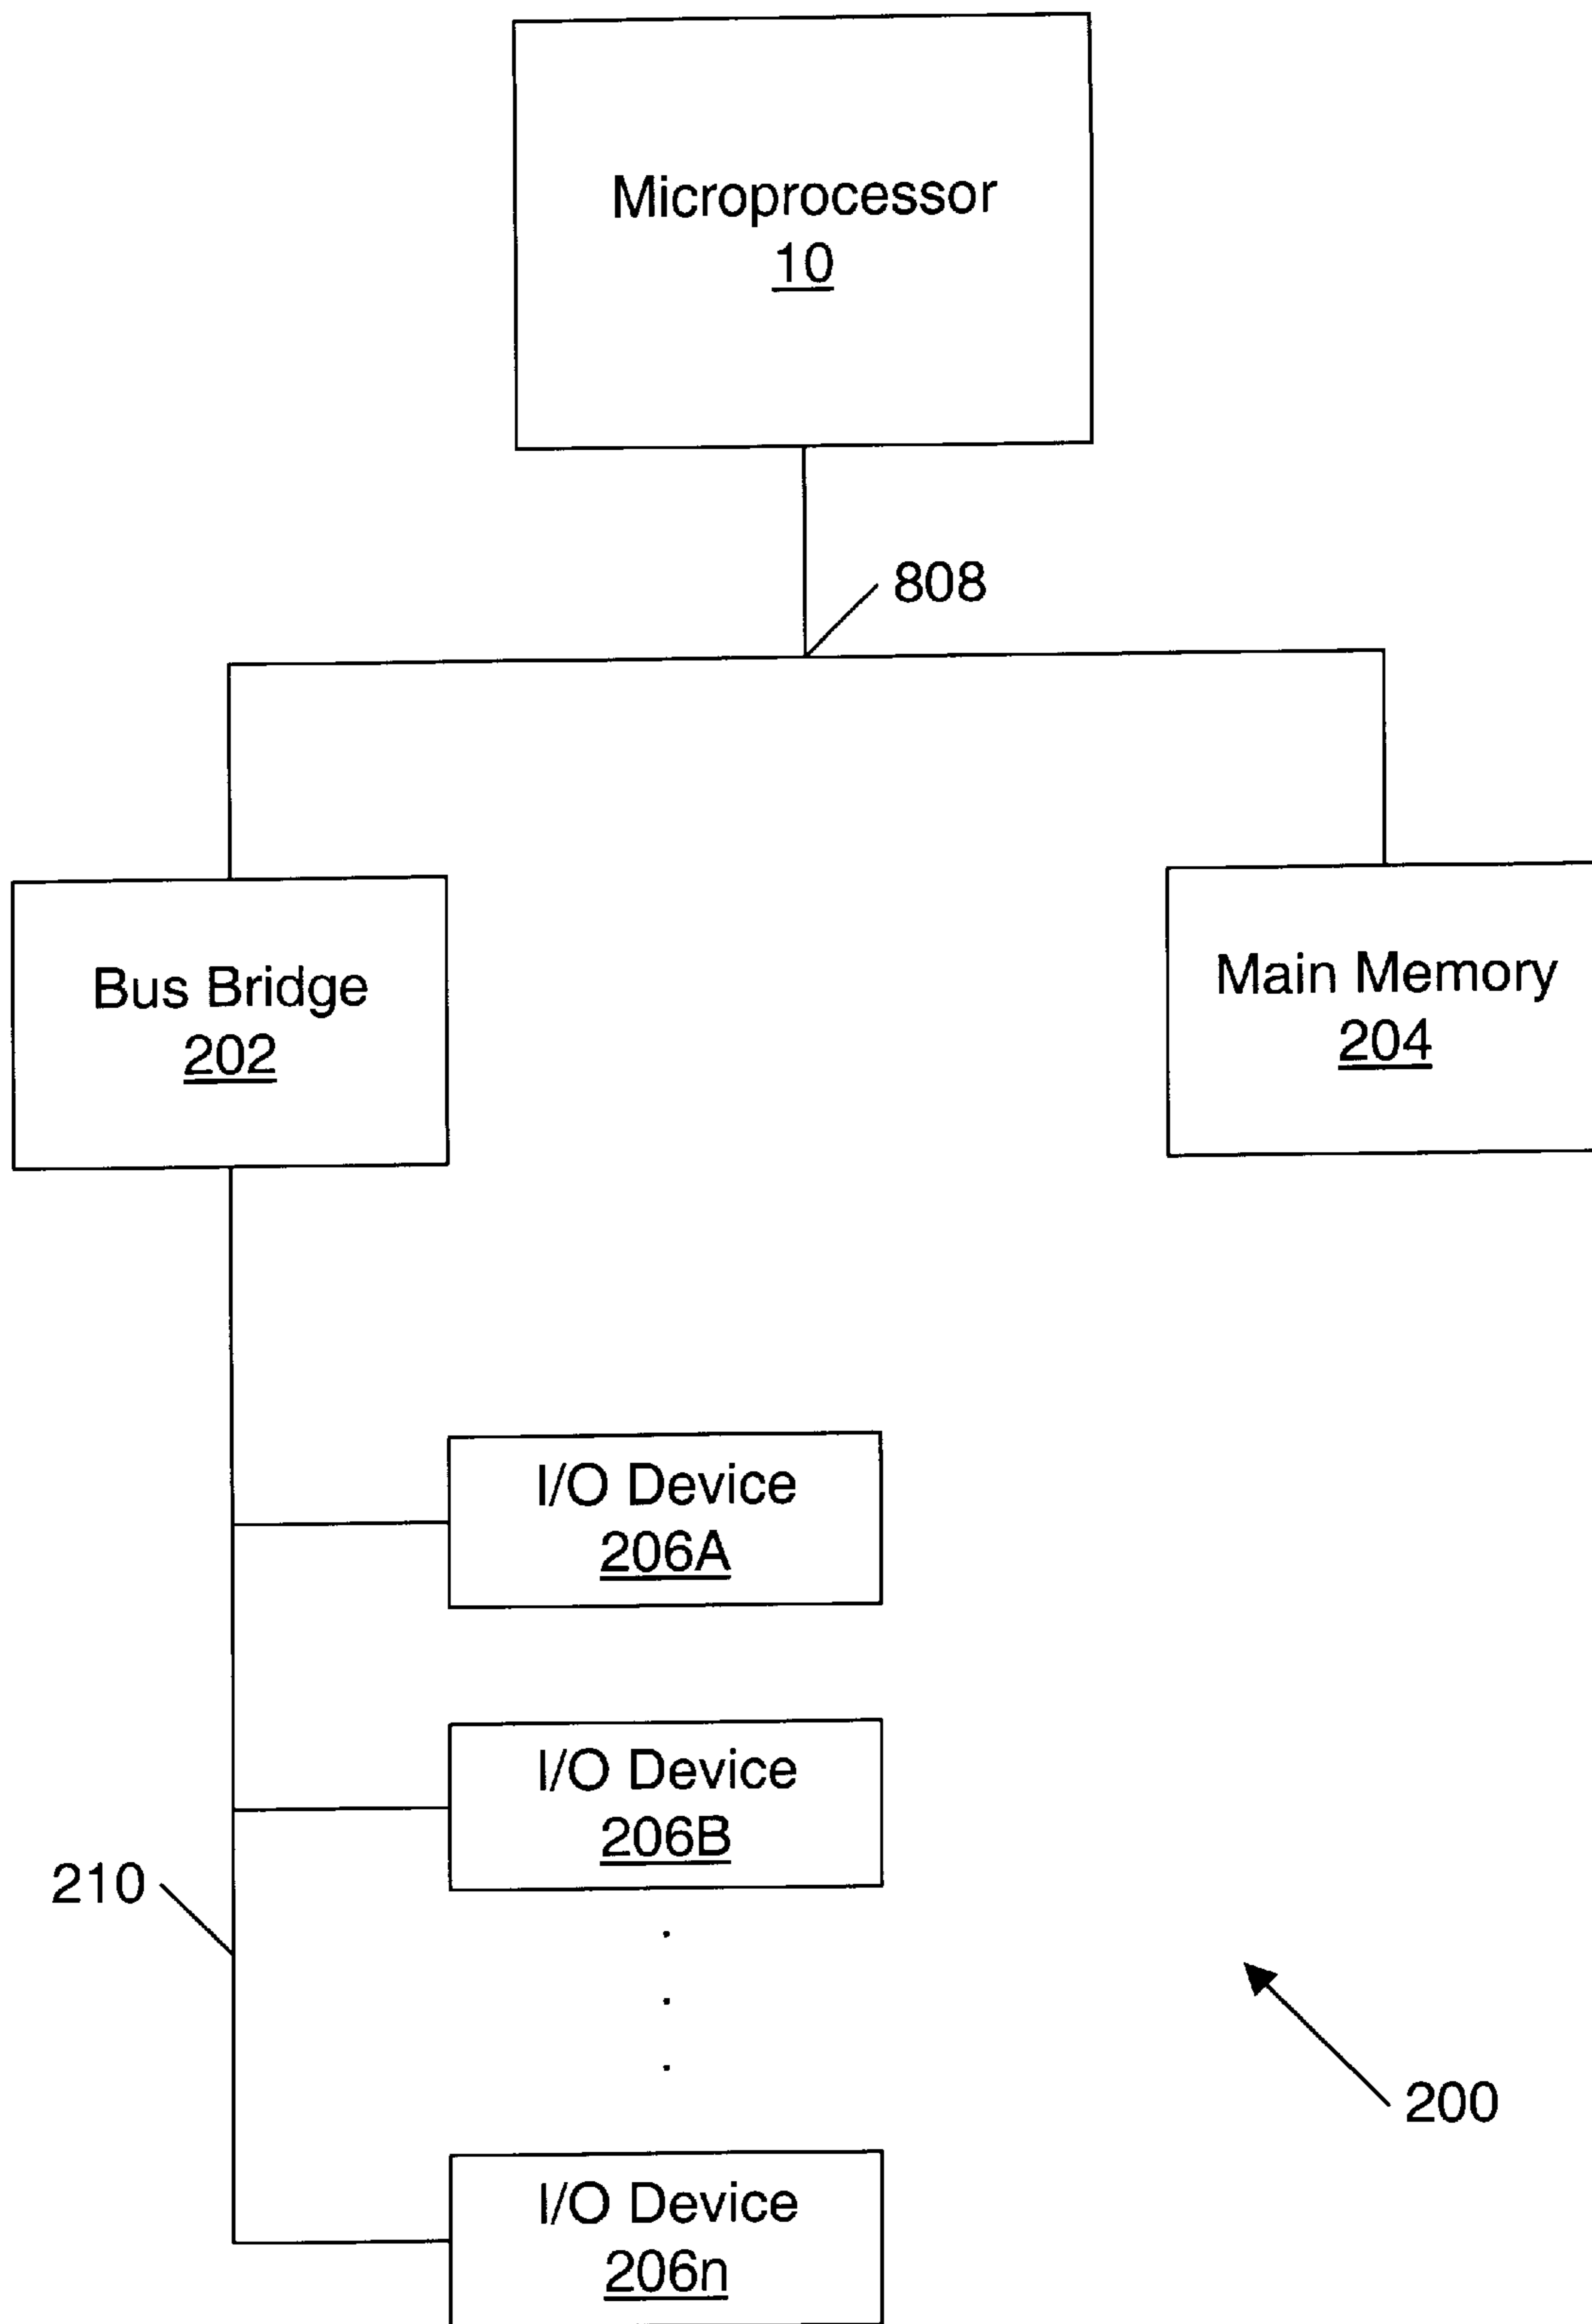 Microprocessor
10
808
Bus Bridge
202
Main Memory
204
I/O Device
206A
I/O Device
206B
210
200
I/O Device
206n